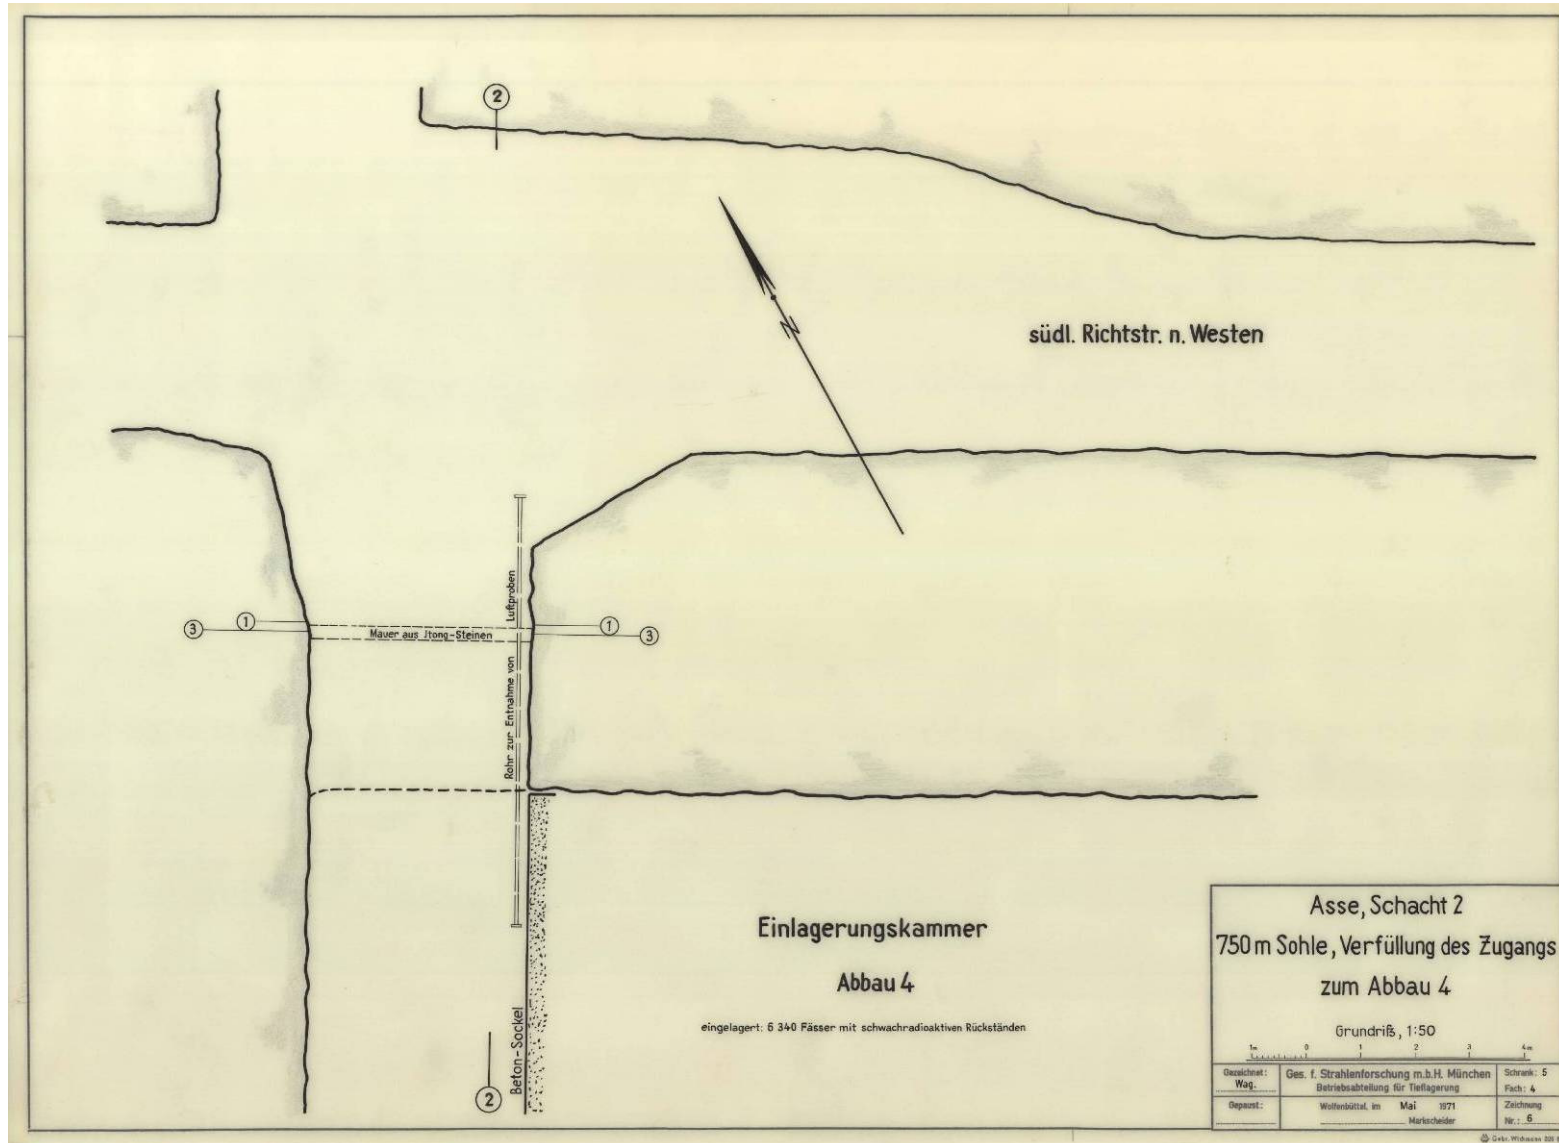 2
südl. Richtstr. n. Westen
Rohr zur Entnahme von Luftproben
1
1
3
Mauer aus Jtong-Steinen
3
Einlagerungskammer
Abbau 4
eingelagert: 6 340 Fässer mit schwachradioaktiven Rückständen
Beton-Sockel
2
Asse, Schacht 2
750 m Sohle, Verfüllung des Zugangs
zum Abbau 4
Grundriß, 1:50
1m 0 1 2 3 4m
Gezeichnet:
Wag.
Ges. f. Strahlenforschung m.b.H. München
Betriebsabteilung für Tieflagerung
Schrank: 5
Fach: 4
Gepaust:
Wolfenbüttel, im Mai 1971
Markscheider
Zeichnung
Nr.: 6